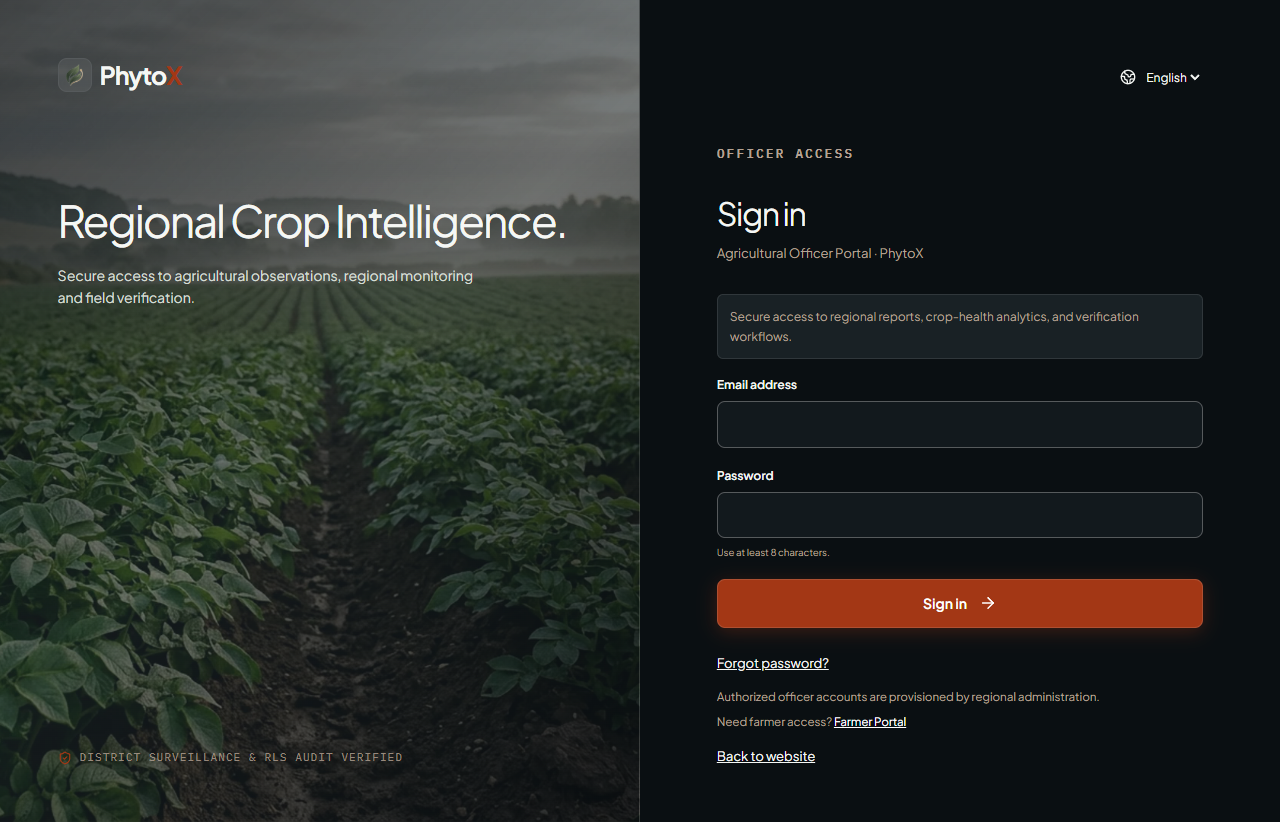 PhytoX
Regional Crop Intelligence.
Secure access to agricultural observations, regional monitoring
and field verification.
DISTRICT SURVEILLANCE & RLS AUDIT VERIFIED
English
OFFICER ACCESS
Sign in
Agricultural Officer Portal · PhytoX
Secure access to regional reports, crop-health analytics, and verification
workflows.
Email address
Password
Use at least 8 characters.
Sign in →
Forgot password?
Authorized officer accounts are provisioned by regional administration.
Need farmer access? Farmer Portal
Back to website